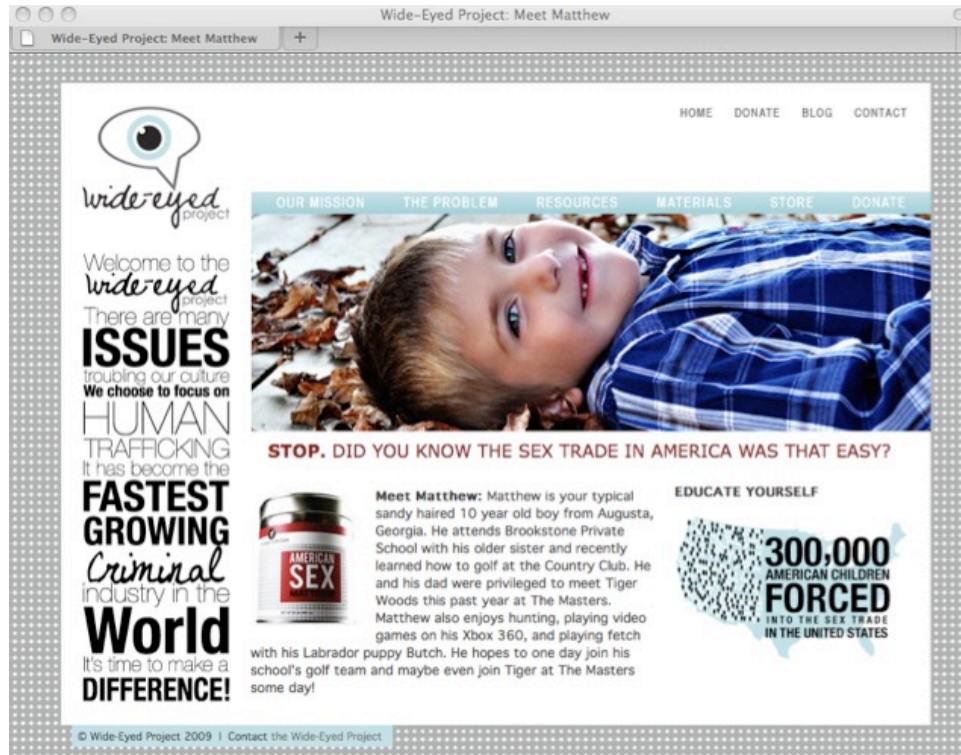 Wide-Eyed Project: Meet Matthew
Wide-Eyed Project: Meet Matthew
HOME DONATE BLOG CONTACT
wide-eyed
project
OUR MISSION THE PROBLEM RESOURCES MATERIALS STORE DONATE
Welcome to the
wide-eyed
project
There are many
ISSUES
troubling our culture
We choose to focus on
HUMAN
TRAFFICKING
It has become the
FASTEST
GROWING
Criminal
industry in the
World
It's time to make a
DIFFERENCE!
STOP. DID YOU KNOW THE SEX TRADE IN AMERICA WAS THAT EASY?
AMERICAN
SEX
Meet Matthew: Matthew is your typical
sandy haired 10 year old boy from Augusta,
Georgia. He attends Brookstone Private
School with his older sister and recently
learned how to golf at the Country Club. He
and his dad were privileged to meet Tiger
Woods this past year at The Masters.
Matthew also enjoys hunting, playing video
games on his Xbox 360, and playing fetch
with his Labrador puppy Butch. He hopes to one day join his
school's golf team and maybe even join Tiger at The Masters
some day!
EDUCATE YOURSELF
300,000
AMERICAN CHILDREN
FORCED
INTO THE SEX TRADE
IN THE UNITED STATES
© Wide-Eyed Project 2009 | Contact the Wide-Eyed Project